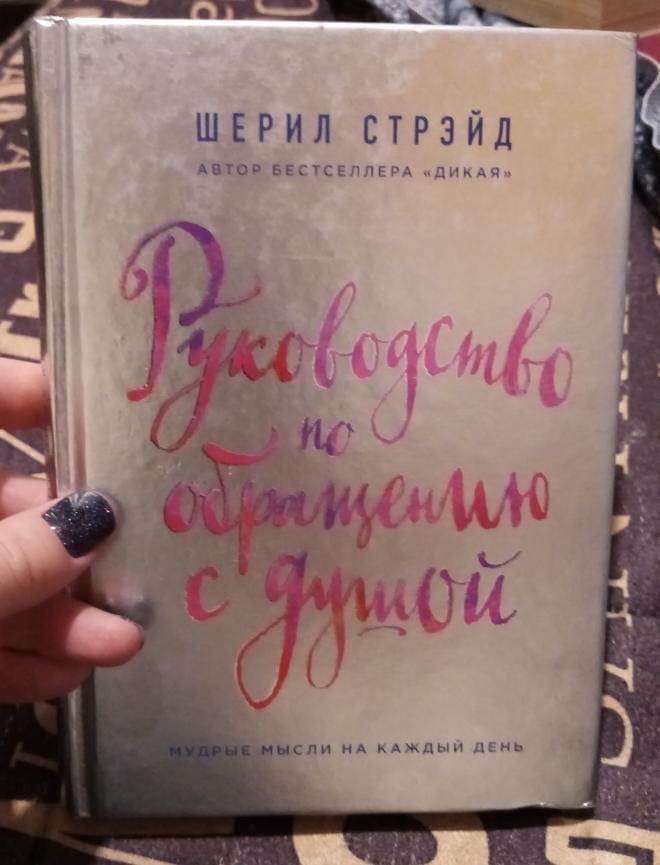 ШЕРИЛ СТРЭЙД
АВТОР БЕСТСЕЛЛЕРА «ДИКАЯ»
Руководство
по
обращению
с душой
МУДРЫЕ МЫСЛИ НА КАЖДЫЙ ДЕНЬ